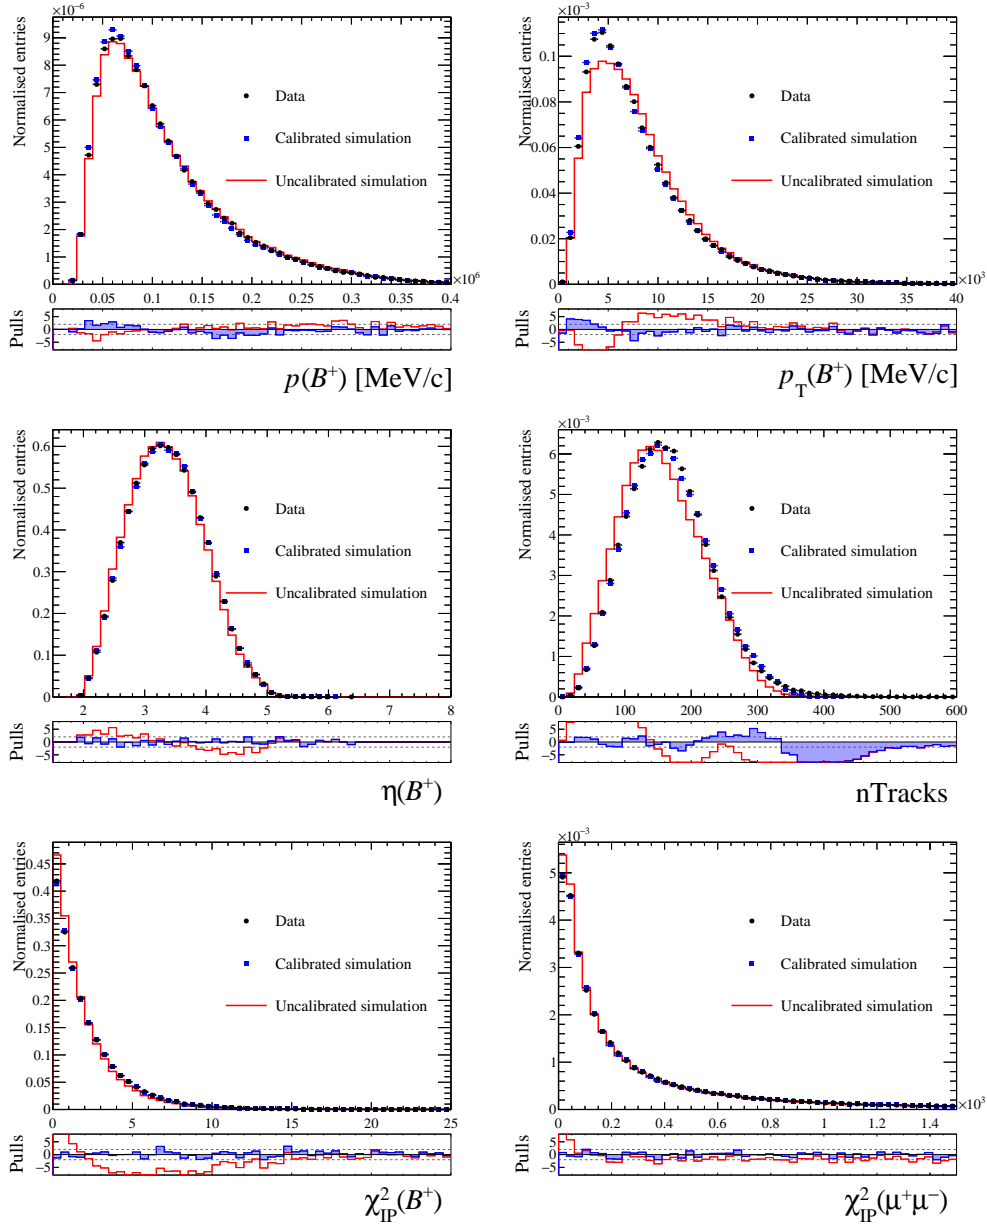 ×10⁻⁶
Normalised entries
9
8
7
6
5
4
3
2
1
0
Data
Calibrated simulation
Uncalibrated simulation
0 0.05 0.1 0.15 0.2 0.25 0.3 0.35 0.4
×10⁶
Pulls
5
0
−5
p(B⁺) [MeV/c]
×10⁻³
Normalised entries
0.1
0.08
0.06
0.04
0.02
0
Data
Calibrated simulation
Uncalibrated simulation
0 5 10 15 20 25 30 35 40
×10³
Pulls
5
0
−5
p_T(B⁺) [MeV/c]
Normalised entries
0.6
0.5
0.4
0.3
0.2
0.1
0
Data
Calibrated simulation
Uncalibrated simulation
2 3 4 5 6 7 8
Pulls
5
0
−5
η(B⁺)
×10⁻³
Normalised entries
6
5
4
3
2
1
0
Data
Calibrated simulation
Uncalibrated simulation
0 100 200 300 400 500 600
Pulls
5
0
−5
nTracks
Normalised entries
0.45
0.4
0.35
0.3
0.25
0.2
0.15
0.1
0.05
0
Data
Calibrated simulation
Uncalibrated simulation
0 5 10 15 20 25
Pulls
5
0
−5
χ²_IP(B⁺)
×10⁻³
Normalised entries
5
4
3
2
1
0
Data
Calibrated simulation
Uncalibrated simulation
0 0.2 0.4 0.6 0.8 1 1.2 1.4
×10³
Pulls
5
0
−5
χ²_IP(μ⁺μ⁻)